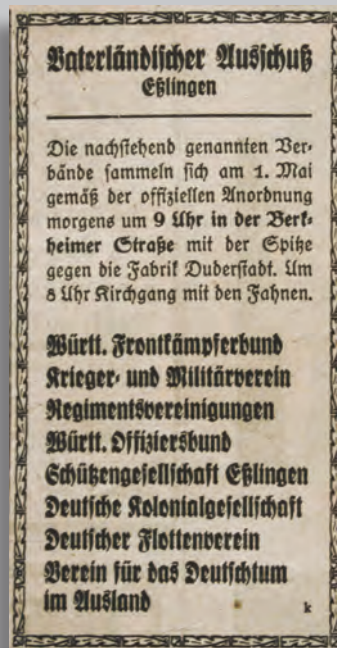 Vaterländischer Ausschuß
Eßlingen
Die nachstehend genannten Ver-
bände sammeln sich am 1. Mai
gemäß der offiziellen Anordnung
morgens um 9 Uhr in der Berk-
heimer Straße mit der Spitze
gegen die Fabrik Duderstadt. Um
8 Uhr Kirchgang mit den Fahnen.
Württ. Frontkämpferbund
Krieger- und Militärverein
Regimentsvereinigungen
Württ. Offiziersbund
Schützengesellschaft Eßlingen
Deutsche Kolonialgesellschaft
Deutscher Flottenverein
Verein für das Deutschtum
im Ausland
k